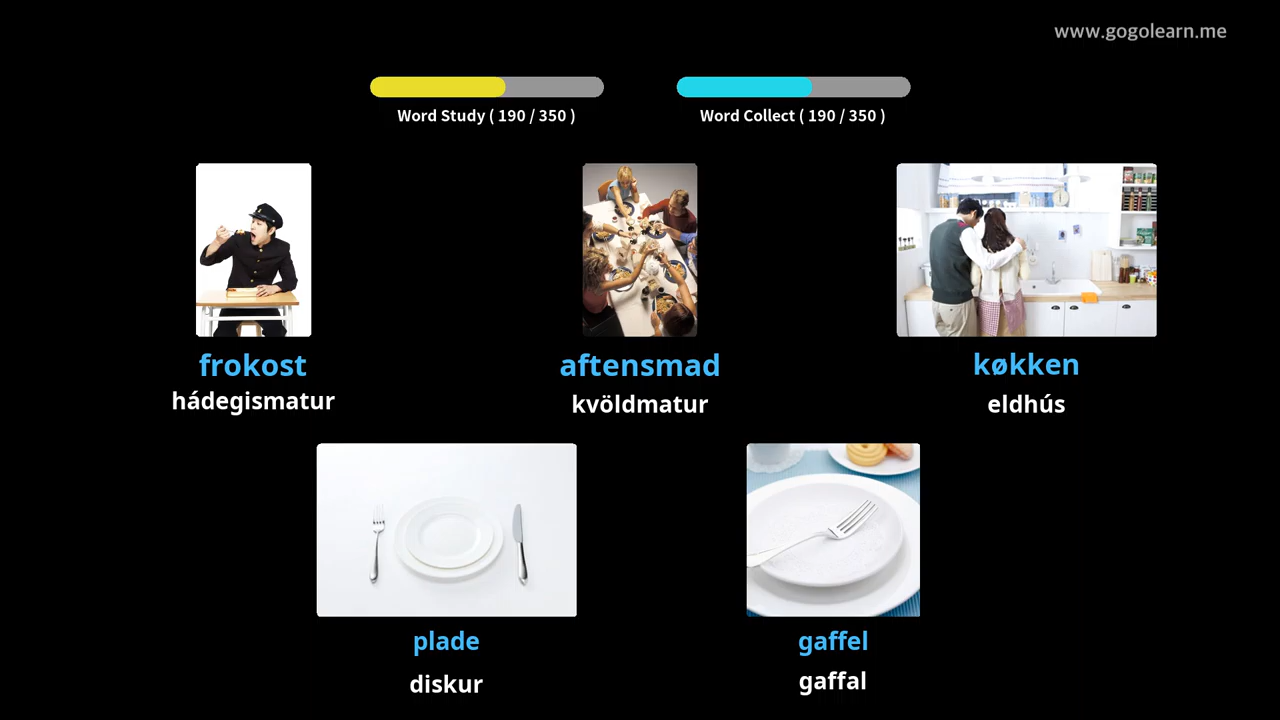 www.gogolearn.me
Word Study ( 190 / 350 )
Word Collect ( 190 / 350 )
frokost
hádegismatur
aftensmad
kvöldmatur
køkken
eldhús
plade
diskur
gaffel
gaffal